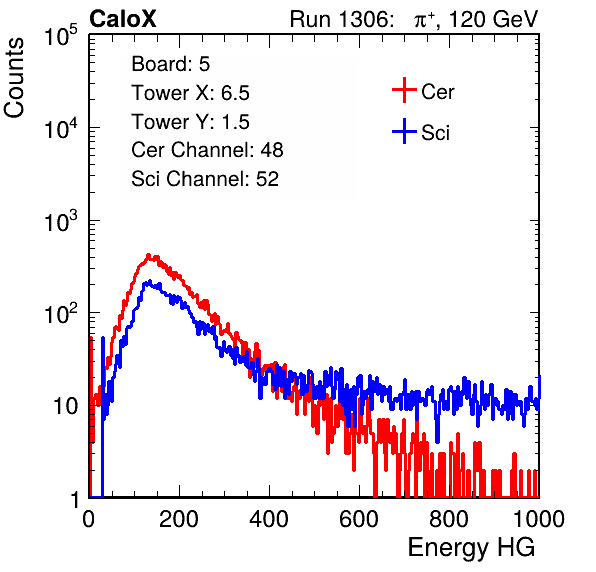 CaloX Run 1306: π⁺, 120 GeV
Counts
10⁵
10⁴
10³
10²
10
1
Board: 5
Tower X: 6.5
Tower Y: 1.5
Cer Channel: 48
Sci Channel: 52
Cer
Sci
0 200 400 600 800 1000
Energy HG